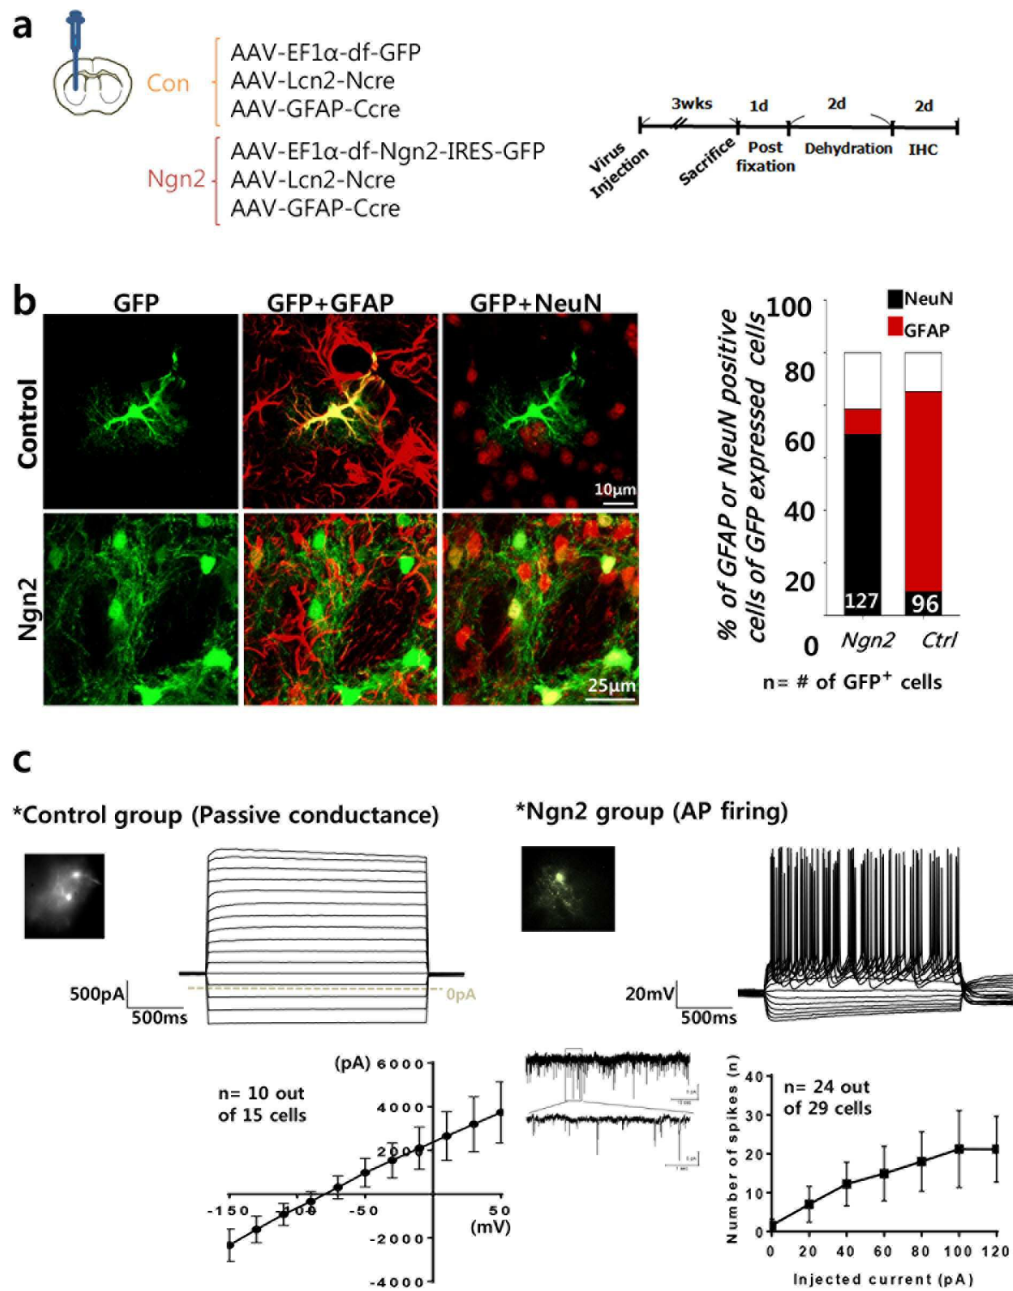 a
Con
AAV-EF1α-df-GFP
AAV-Lcn2-Ncre
AAV-GFAP-Ccre
Ngn2
AAV-EF1α-df-Ngn2-IRES-GFP
AAV-Lcn2-Ncre
AAV-GFAP-Ccre
3wks
1d
2d
2d
Virus
Injection
Sacrifice
Post
fixation
Dehydration
IHC
b
GFP
GFP+GFAP
GFP+NeuN
Control
10μm
Ngn2
25μm
% of GFAP or NeuN positive
cells of GFP expressed cells
100
80
60
40
20
0
NeuN
GFAP
127
96
Ngn2
Ctrl
n= # of GFP⁺ cells
c
*Control group (Passive conductance)
500pA
500ms
0pA
*Ngn2 group (AP firing)
20mV
500ms
(pA)
6000
4000
2000
-2000
-4000
n= 10 out
of 15 cells
-150
-100
-50
50
(mV)
Number of spikes (n)
40
30
20
10
0
n= 24 out
of 29 cells
0 20 40 60 80 100 120
Injected current (pA)